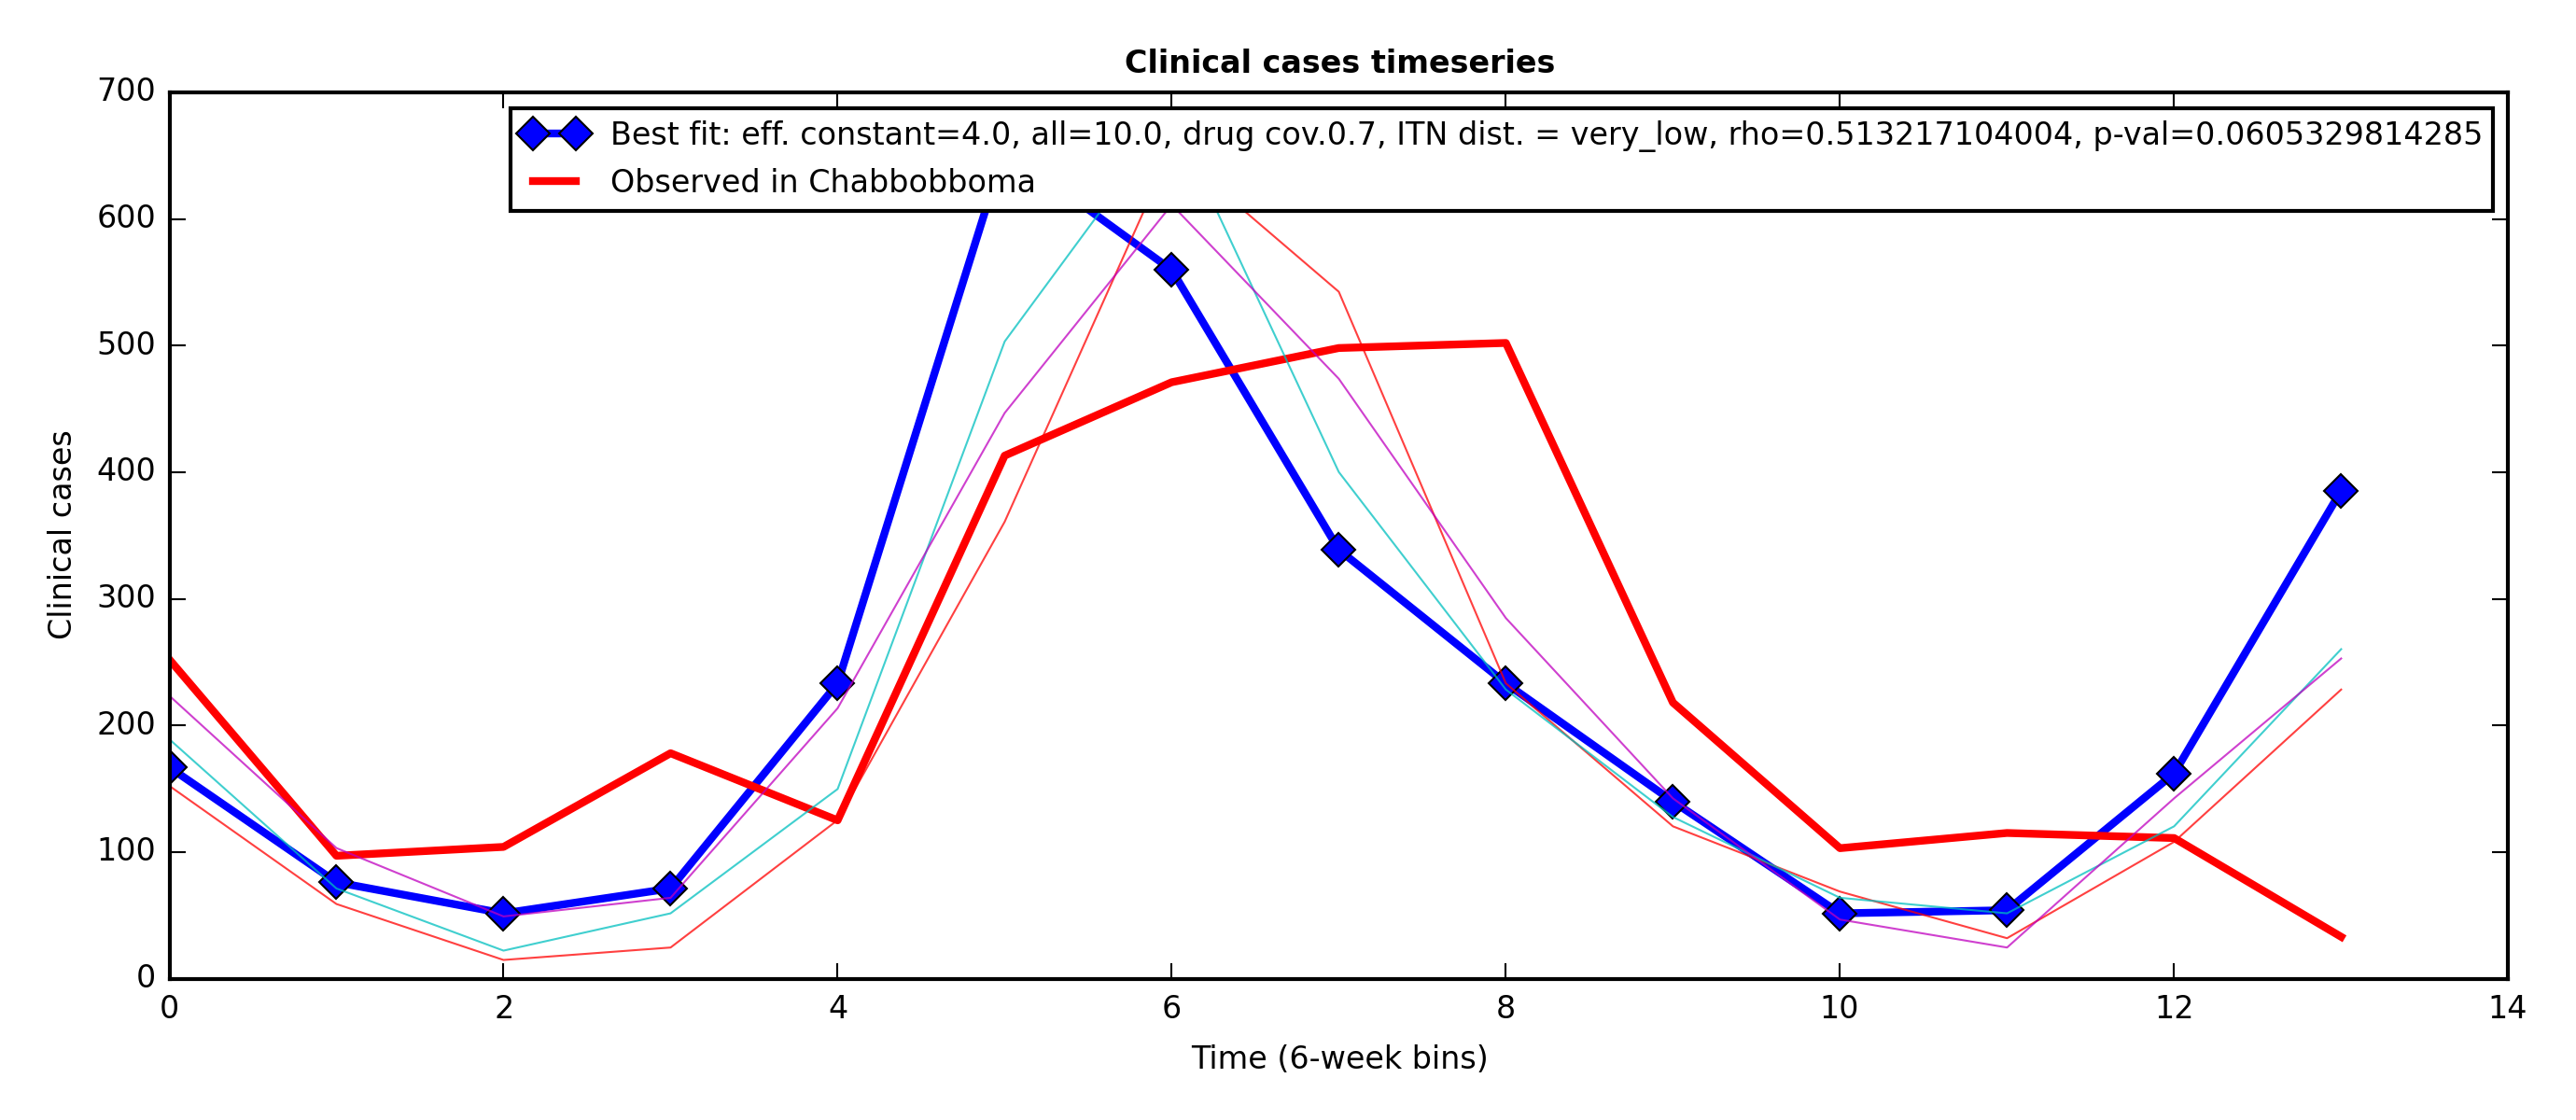 Clinical cases timeseries
700
600
500
400
300
200
100
0
Clinical cases
Best fit: eff. constant=4.0, all=10.0, drug cov.0.7, ITN dist. = very_low, rho=0.513217104004, p-val=0.0605329814285
Observed in Chabbobboma
0 2 4 6 8 10 12 14
Time (6-week bins)